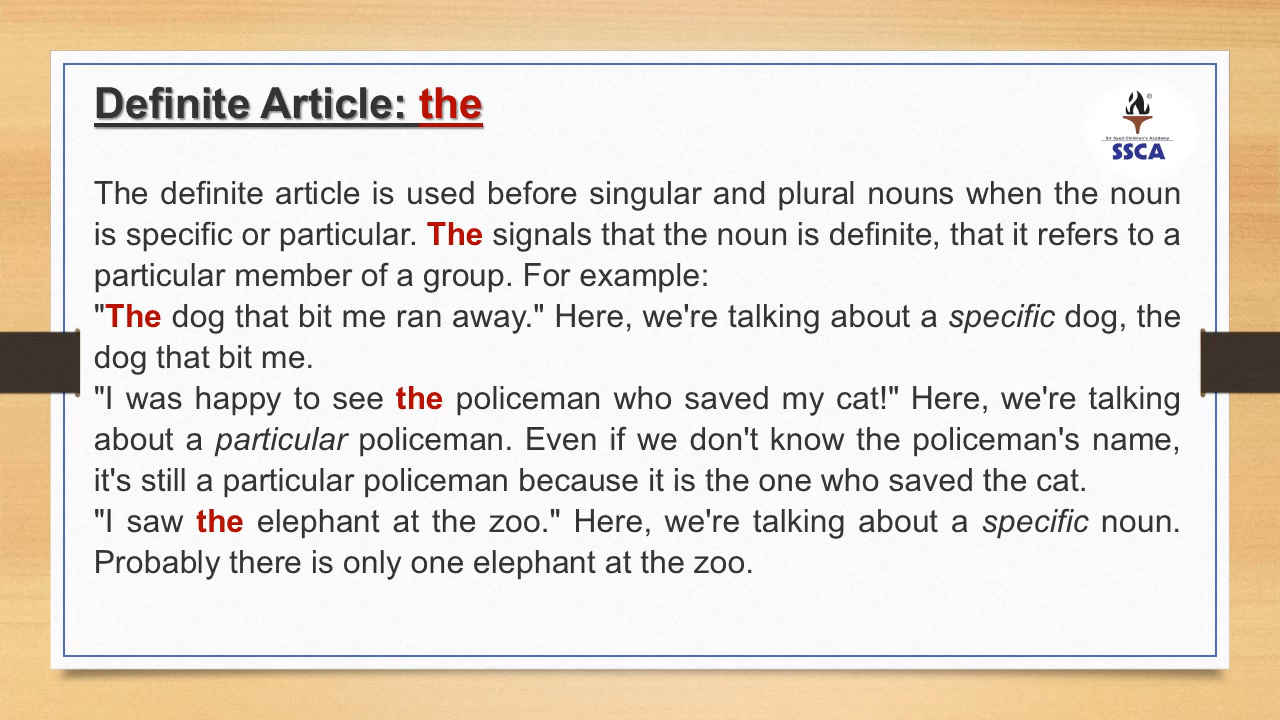 Definite Article: the
®
Sir Syed Children's Academy
SSCA
The definite article is used before singular and plural nouns when the noun
is specific or particular. The signals that the noun is definite, that it refers to a
particular member of a group. For example:
"The dog that bit me ran away." Here, we're talking about a specific dog, the
dog that bit me.
"I was happy to see the policeman who saved my cat!" Here, we're talking
about a particular policeman. Even if we don't know the policeman's name,
it's still a particular policeman because it is the one who saved the cat.
"I saw the elephant at the zoo." Here, we're talking about a specific noun.
Probably there is only one elephant at the zoo.